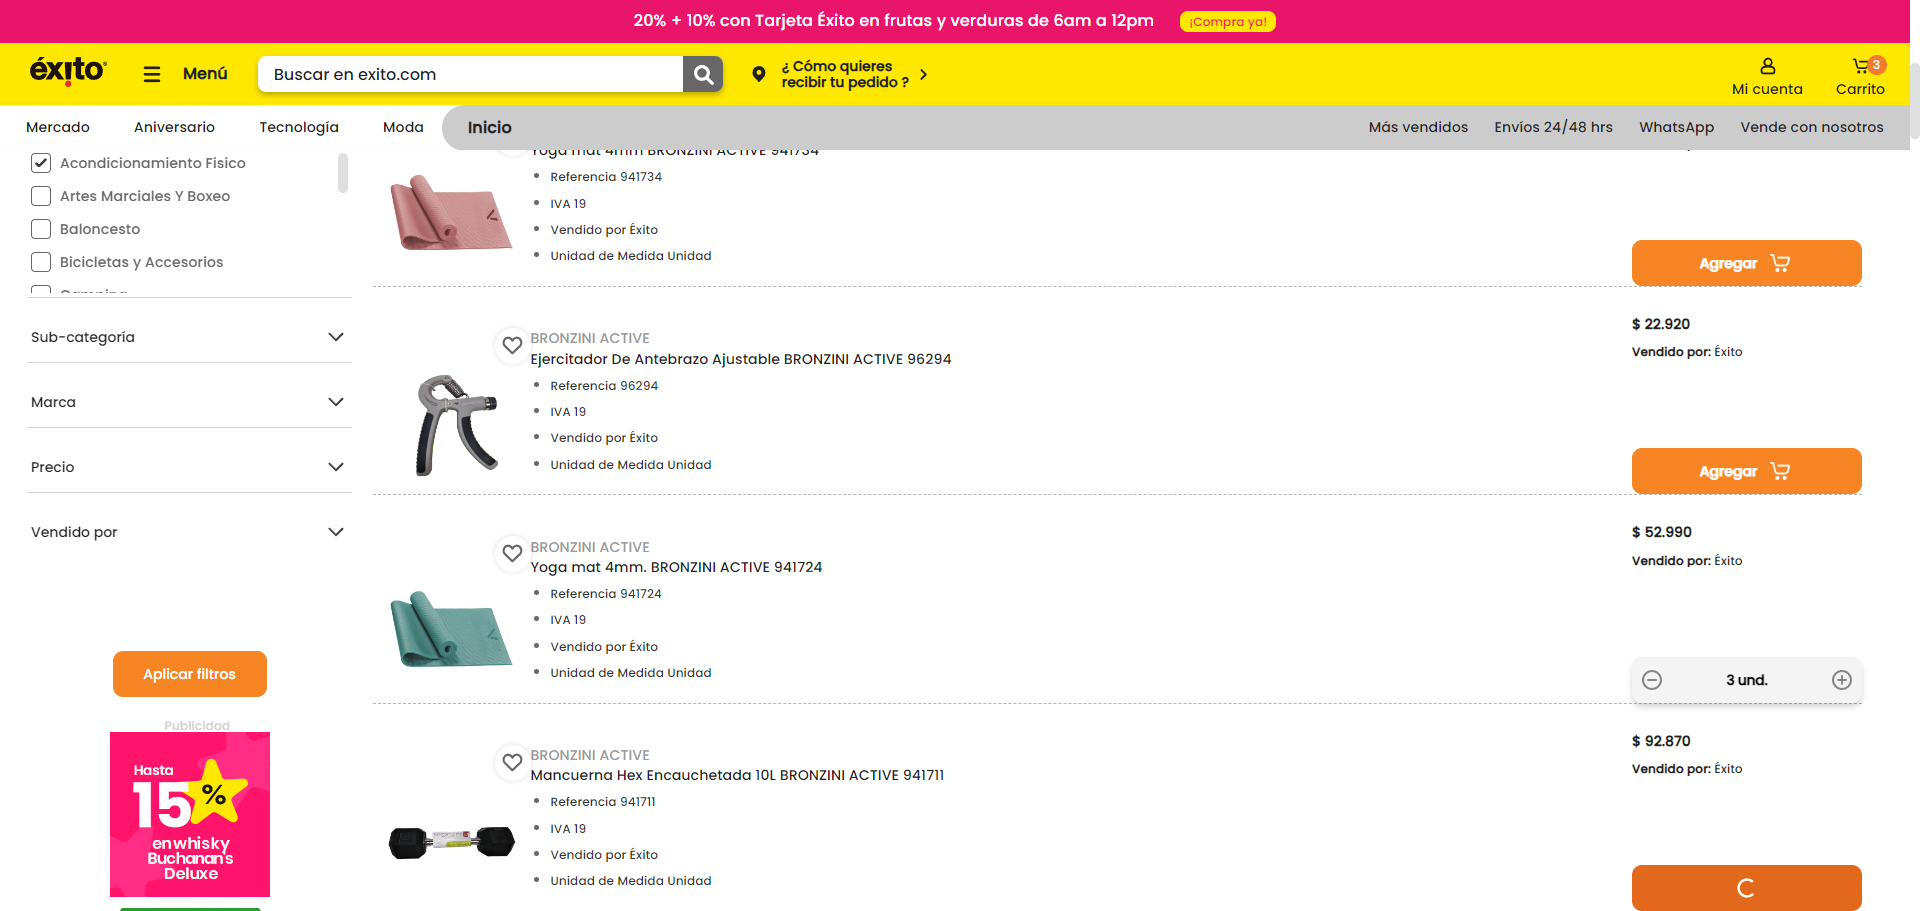 20% + 10% con Tarjeta Éxito en frutas y verduras de 6am a 12pm
¡Compra ya!
éxito
Menú
Buscar en exito.com
¿ Cómo quieres
recibir tu pedido ?
Mi cuenta
3
Carrito
Mercado
Aniversario
Tecnología
Moda
Inicio
Más vendidos
Envíos 24/48 hrs
WhatsApp
Vende con nosotros
Acondicionamiento Fisico
Artes Marciales Y Boxeo
Baloncesto
Bicicletas y Accesorios
Camping
Sub-categoría
Marca
Precio
Vendido por
Aplicar filtros
Publicidad
Hasta
15%
en whisky
Buchanan's
Deluxe
Yoga mat 4mm BRONZINI ACTIVE 941734
Referencia 941734
IVA 19
Vendido por Éxito
Unidad de Medida Unidad
Agregar
BRONZINI ACTIVE
Ejercitador De Antebrazo Ajustable BRONZINI ACTIVE 96294
Referencia 96294
IVA 19
Vendido por Éxito
Unidad de Medida Unidad
$ 22.920
Vendido por: Éxito
Agregar
BRONZINI ACTIVE
Yoga mat 4mm. BRONZINI ACTIVE 941724
Referencia 941724
IVA 19
Vendido por Éxito
Unidad de Medida Unidad
$ 52.990
Vendido por: Éxito
3 und.
BRONZINI ACTIVE
Mancuerna Hex Encauchetada 10L BRONZINI ACTIVE 941711
Referencia 941711
IVA 19
Vendido por Éxito
Unidad de Medida Unidad
$ 92.870
Vendido por: Éxito